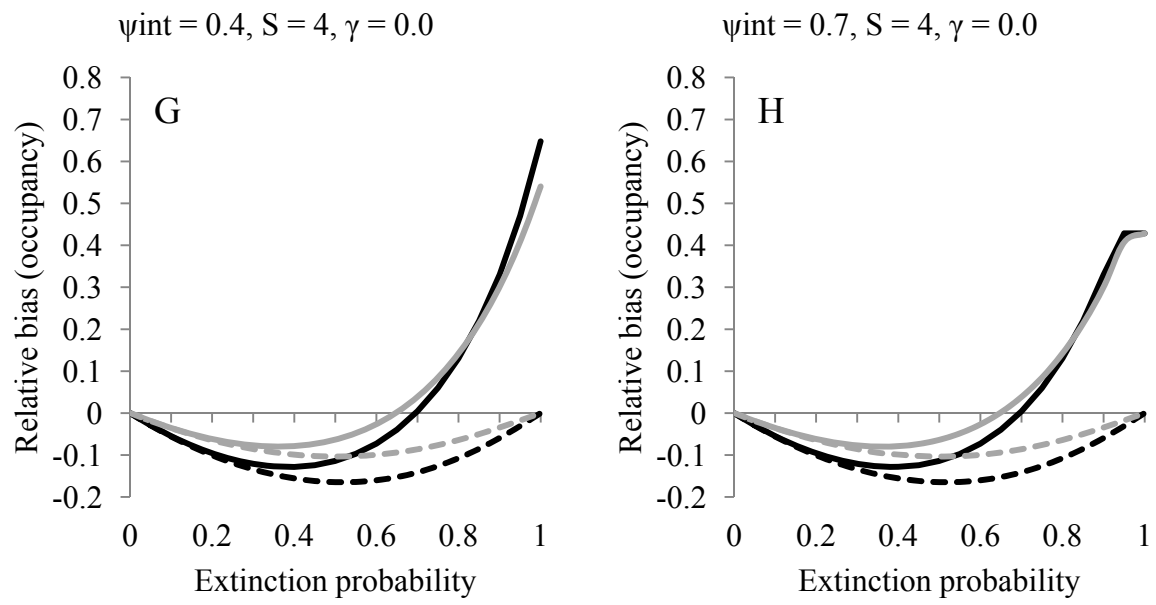 ψint = 0.4, S = 4, γ = 0.0
G
Relative bias (occupancy)
0.8
0.7
0.6
0.5
0.4
0.3
0.2
0.1
0
-0.1
-0.2
0 0.2 0.4 0.6 0.8 1
Extinction probability
ψint = 0.7, S = 4, γ = 0.0
H
Relative bias (occupancy)
0.8
0.7
0.6
0.5
0.4
0.3
0.2
0.1
0
-0.1
-0.2
0 0.2 0.4 0.6 0.8 1
Extinction probability